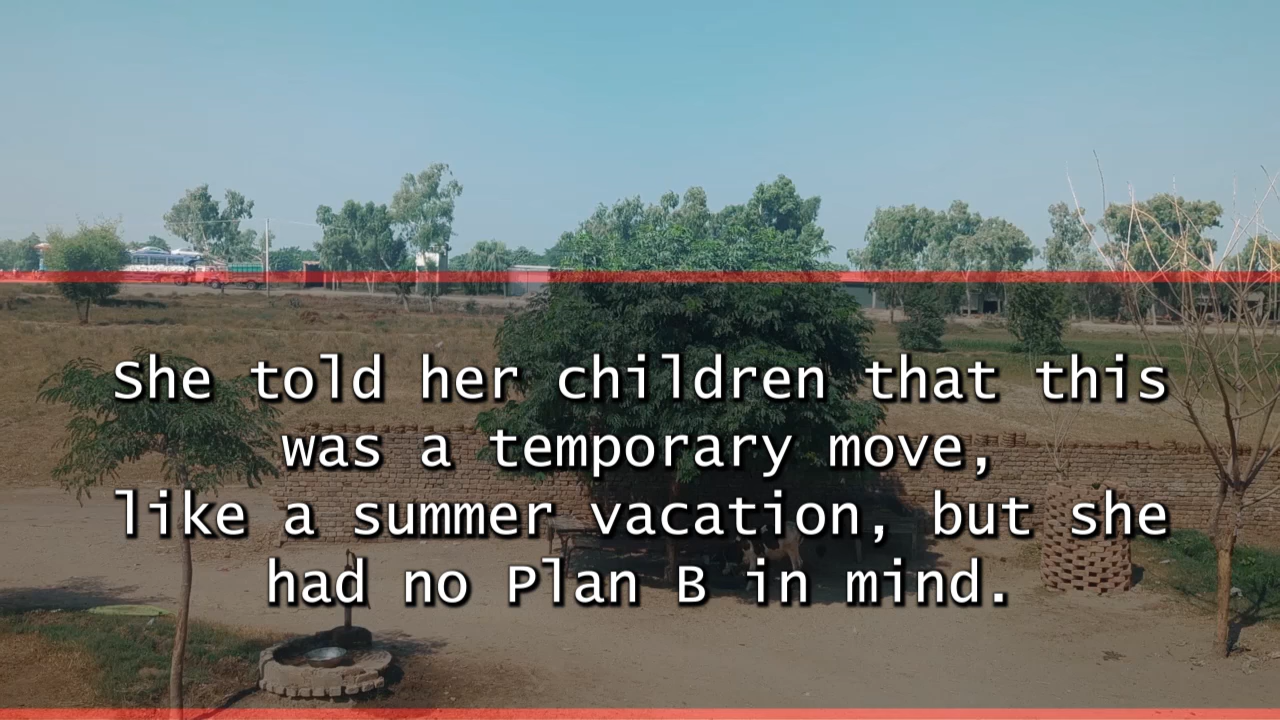 She told her children that this
was a temporary move,
like a summer vacation, but she
had no Plan B in mind.